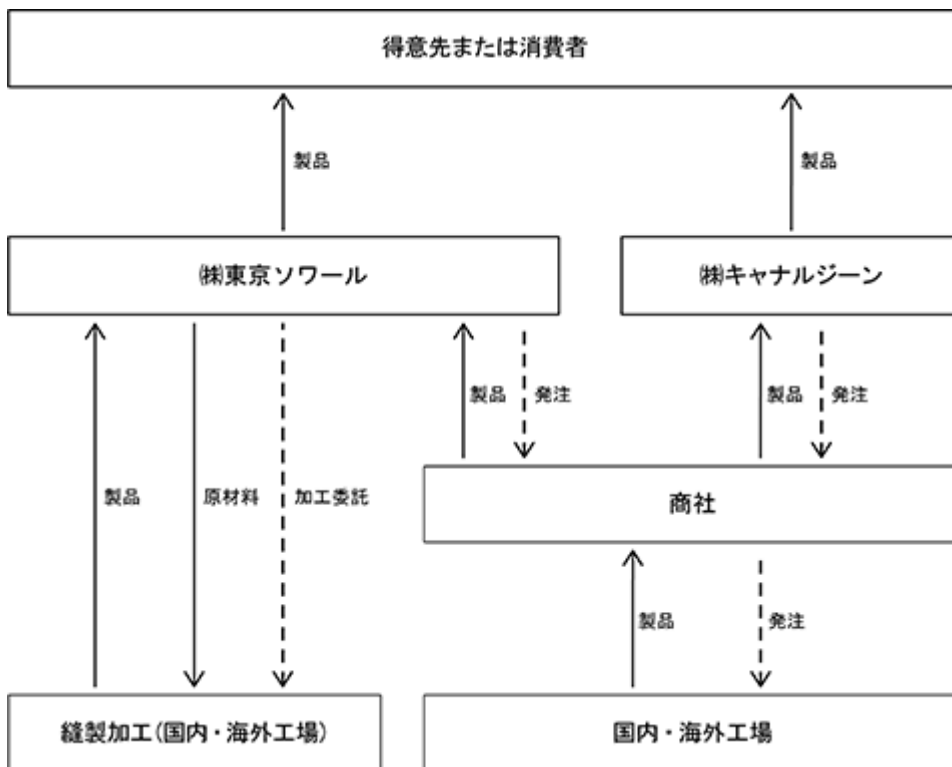 得意先または消費者
製品
製品
㈱東京ソワール
㈱キャナルジーン
製品
発注
製品
発注
製品
原材料
加工委託
商社
製品
発注
縫製加工(国内・海外工場)
国内・海外工場